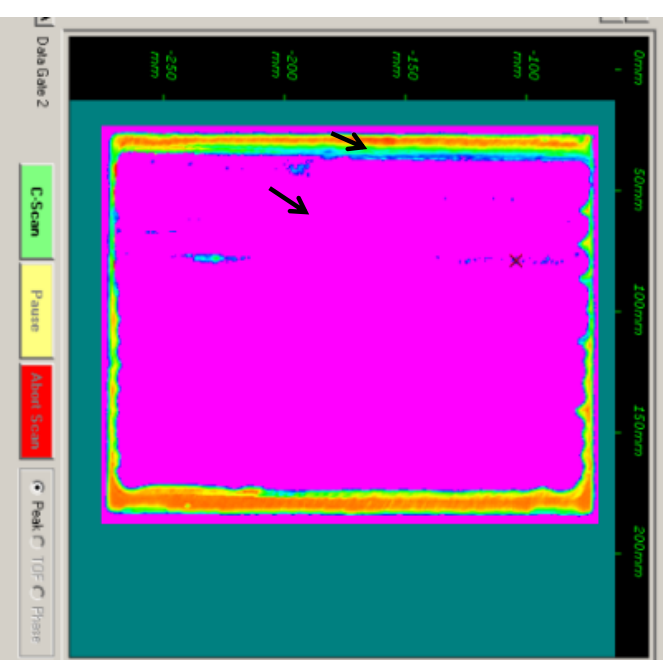 0mm
50mm
100mm
150mm
200mm
-100
mm
-150
mm
-200
mm
-250
mm
Data Gate 2
C-Scan
Pause
Abort Scan
Peak
TOF
Phase